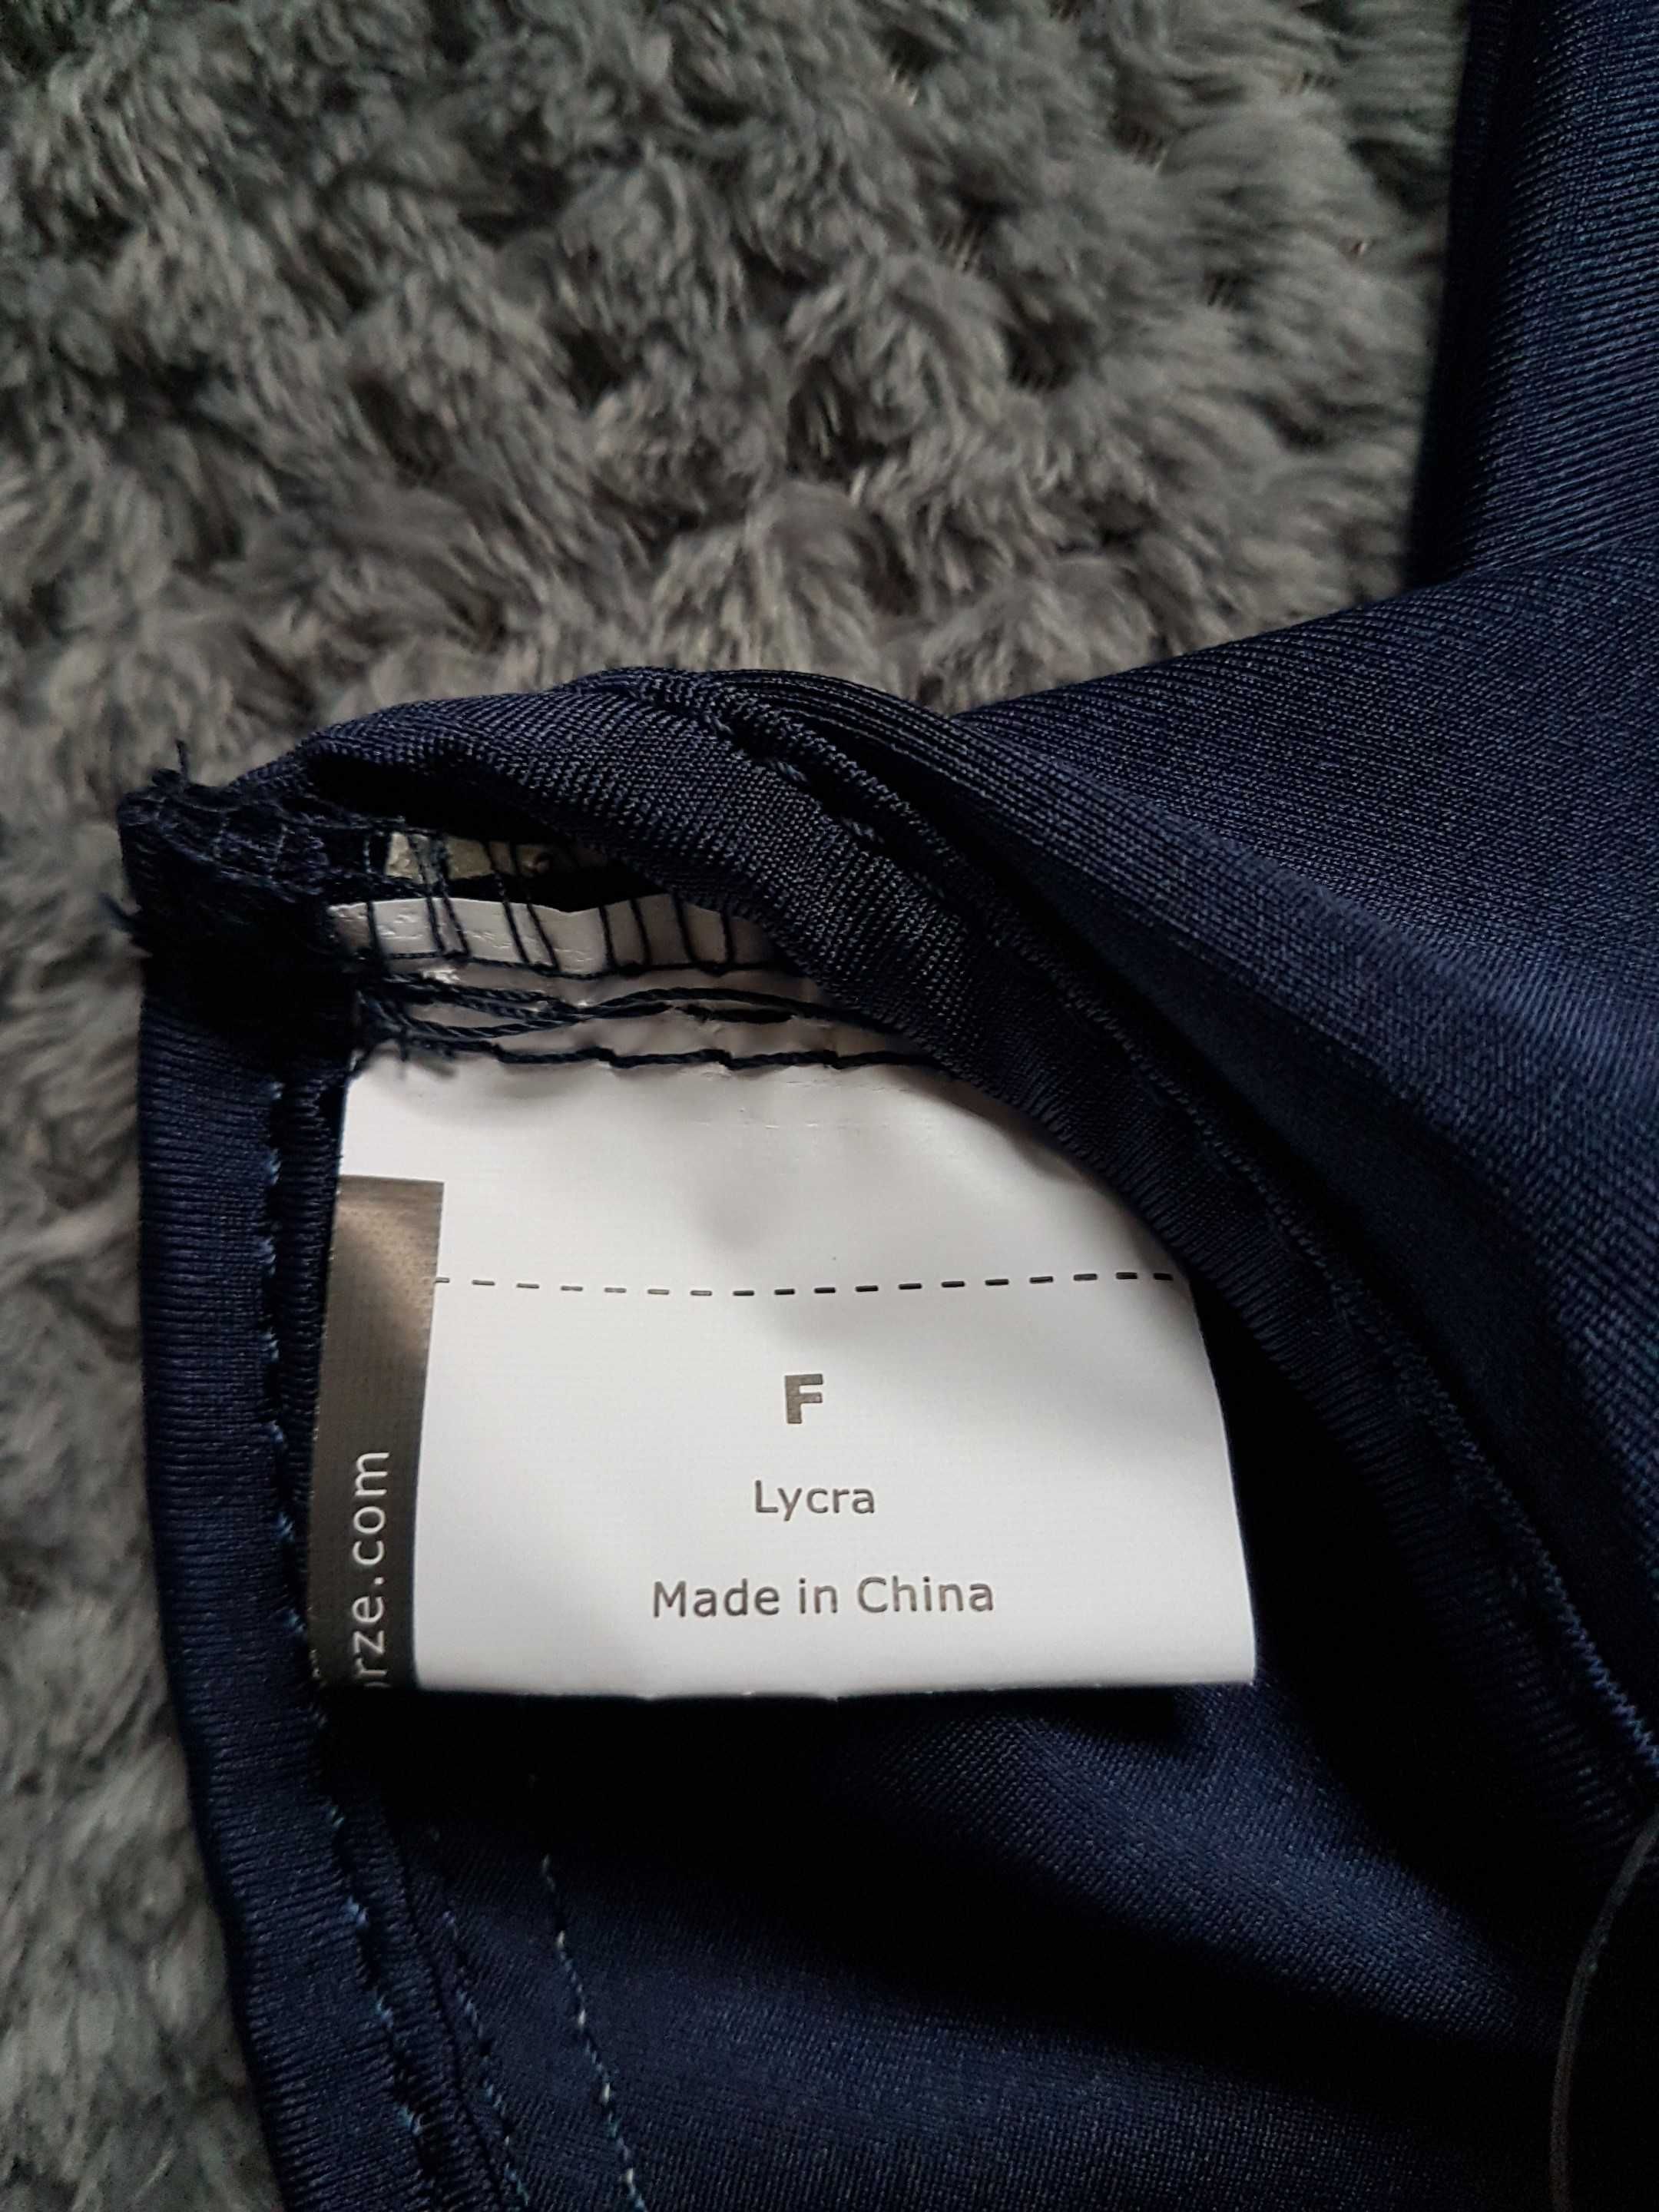 F
Lycra
Made in China
rze.com